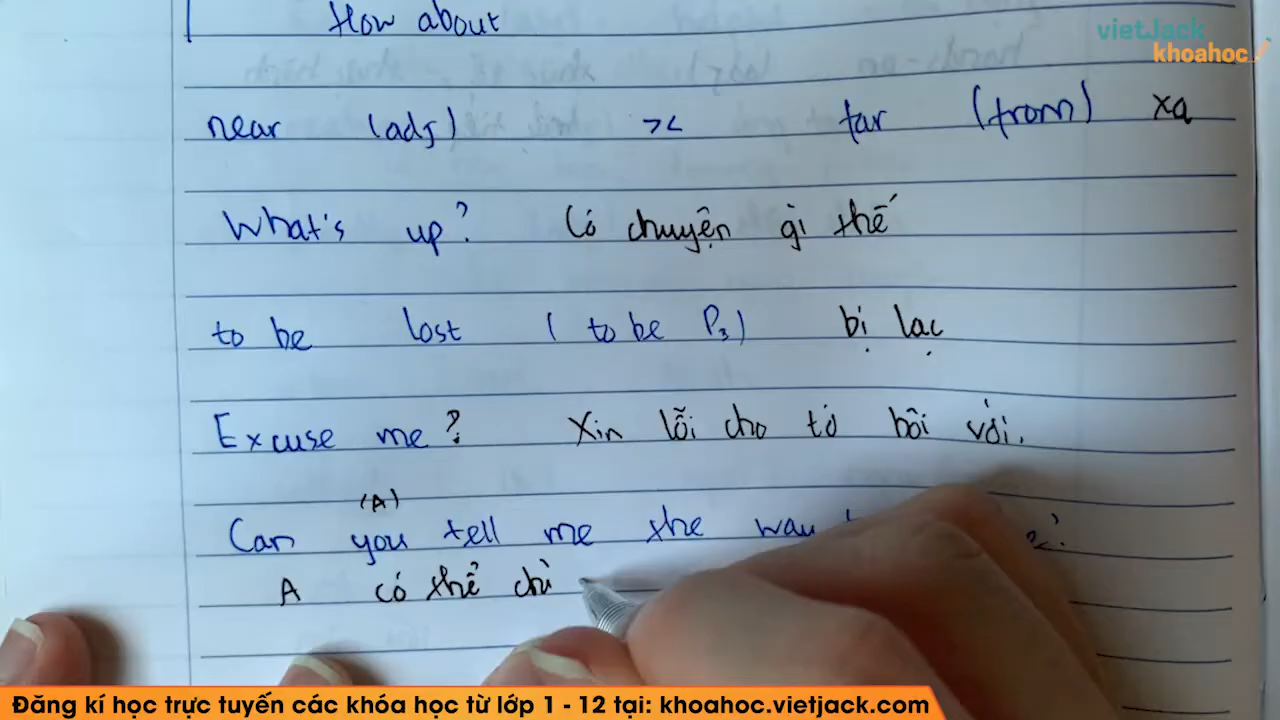 How about
vietJack
khoahoc
near (adj) >< far (from) xa
What's up? Có chuyện gì thế
to be lost ( to be P3) bị lạc
Excuse me? Xin lỗi cho tớ hỏi với.
(A)
Can you tell me the way
A có thể chỉ
Đăng kí học trực tuyến các khóa học từ lớp 1 - 12 tại: khoahoc.vietjack.com